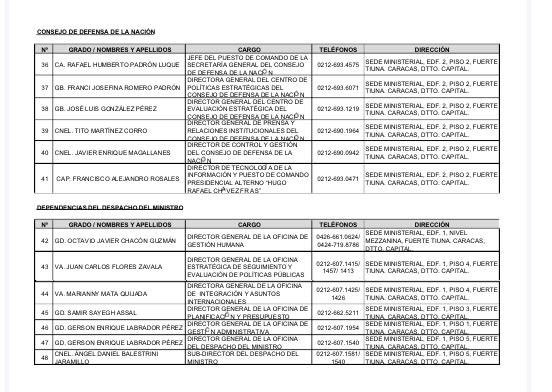 CONSEJO DE DEFENSA DE LA NACIÓN
Nº GRADO / NOMBRES Y APELLIDOS CARGO TELÉFONOS DIRECCIÓN
36 CA. RAFAEL HUMBERTO PADRÓN LUQUE JEFE DEL PUESTO DE COMANDO DE LA SECRETARÍA GENERAL DEL CONSEJO DE DEFENSA DE LA NACIÓN 0212-693.4575 SEDE MINISTERIAL, EDF. 2, PISO 2, FUERTE TIUNA. CARACAS, DTTO. CAPITAL.
37 GB. FRANCI JOSEFINA ROMERO PADRÓN DIRECTORA GENERAL DEL CENTRO DE POLÍTICAS ESTRATÉGICAS DEL CONSEJO DE DEFENSA DE LA NACIÓN 0212-693.6071 SEDE MINISTERIAL, EDF. 2, PISO 2, FUERTE TIUNA. CARACAS, DTTO. CAPITAL.
38 GB. JOSÉ LUIS GONZÁLEZ PÉREZ DIRECTOR GENERAL DEL CENTRO DE EVALUACIÓN ESTRATÉGICA DEL CONSEJO DE DEFENSA DE LA NACIÓN 0212-693.1219 SEDE MINISTERIAL, EDF. 2, PISO 2, FUERTE TIUNA. CARACAS, DTTO. CAPITAL.
39 CNEL. TITO MARTÍNEZ CORRO DIRECTOR GENERAL DE PRENSA Y RELACIONES INSTITUCIONALES DEL CONSEJO DE DEFENSA DE LA NACIÓN 0212-690.1964 SEDE MINISTERIAL, EDF. 2, PISO 2, FUERTE TIUNA. CARACAS, DTTO. CAPITAL.
40 CNEL. JAVIER ENRIQUE MAGALLANES DIRECTOR DE CONTROL Y GESTIÓN DEL CONSEJO DE DEFENSA DE LA NACIÓN 0212-690.0942 SEDE MINISTERIAL, EDF. 2, PISO 2, FUERTE TIUNA. CARACAS, DTTO. CAPITAL.
41 CAP. FRANCISCO ALEJANDRO ROSALES DIRECTOR DE TECNOLOGÍA DE LA INFORMACIÓN Y PUESTO DE COMANDO PRESIDENCIAL ALTERNO "HUGO RAFAEL CHÁVEZ FRÍAS" 0212-693.0471 SEDE MINISTERIAL, EDF. 2, PISO 2, FUERTE TIUNA. CARACAS, DTTO. CAPITAL.
DEPENDENCIAS DEL DESPACHO DEL MINISTRO
Nº GRADO / NOMBRES Y APELLIDOS CARGO TELÉFONOS DIRECCIÓN
42 GD. OCTAVIO JAVIER CHACÓN GUZMÁN DIRECTOR GENERAL DE LA OFICINA DE GESTIÓN HUMANA 0426-661.0624/ 0424-719.8786 SEDE MINISTERIAL, EDF. 1, NIVEL MEZZANINA, FUERTE TIUNA. CARACAS, DTTO. CAPITAL.
43 VA. JUAN CARLOS FLORES ZAVALA DIRECTOR GENERAL DE LA OFICINA ESTRATÉGICA DE SEGUIMIENTO Y EVALUACIÓN DE POLÍTICAS PÚBLICAS 0212-607.1415/ 1457/ 1413 SEDE MINISTERIAL, EDF. 1, PISO 4, FUERTE TIUNA. CARACAS, DTTO. CAPITAL.
44 VA. MARIANNY MATA QUIJADA DIRECTORA GENERAL DE LA OFICINA DE INTEGRACIÓN Y ASUNTOS INTERNACIONALES 0212-607.1425/ 1426 SEDE MINISTERIAL, EDF. 1, PISO 4, FUERTE TIUNA. CARACAS, DTTO. CAPITAL.
45 GD. SAMIR SAYEGH ASSAL DIRECTOR GENERAL DE LA OFICINA DE PLANIFICACIÓN Y PRESUPUESTO 0212-662.5211 SEDE MINISTERIAL, EDF. 1, PISO 3, FUERTE TIUNA. CARACAS, DTTO. CAPITAL.
46 GD. GERSON ENRIQUE LABRADOR PÉREZ DIRECTOR GENERAL DE LA OFICINA DE GESTIÓN ADMINISTRATIVA 0212-607.1954 SEDE MINISTERIAL, EDF. 1, PISO 1, FUERTE TIUNA. CARACAS, DTTO. CAPITAL.
47 GD. GERSON ENRIQUE LABRADOR PÉREZ DIRECTOR GENERAL DE LA OFICINA DEL DESPACHO DEL MINISTRO 0212-607.1540 SEDE MINISTERIAL, EDF. 1, PISO 5, FUERTE TIUNA. CARACAS, DTTO. CAPITAL.
48 CNEL. ÁNGEL DANIEL BALESTRINI JARAMILLO SUB-DIRECTOR DEL DESPACHO DEL MINISTRO 0212-607.1581/ 1540 SEDE MINISTERIAL, EDF. 1, PISO 5, FUERTE TIUNA. CARACAS, DTTO. CAPITAL.